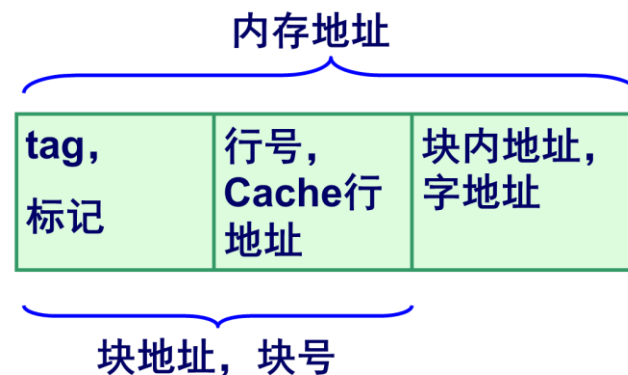 内存地址
tag，
标记
行号，
Cache行
地址
块内地址，
字地址
块地址，块号